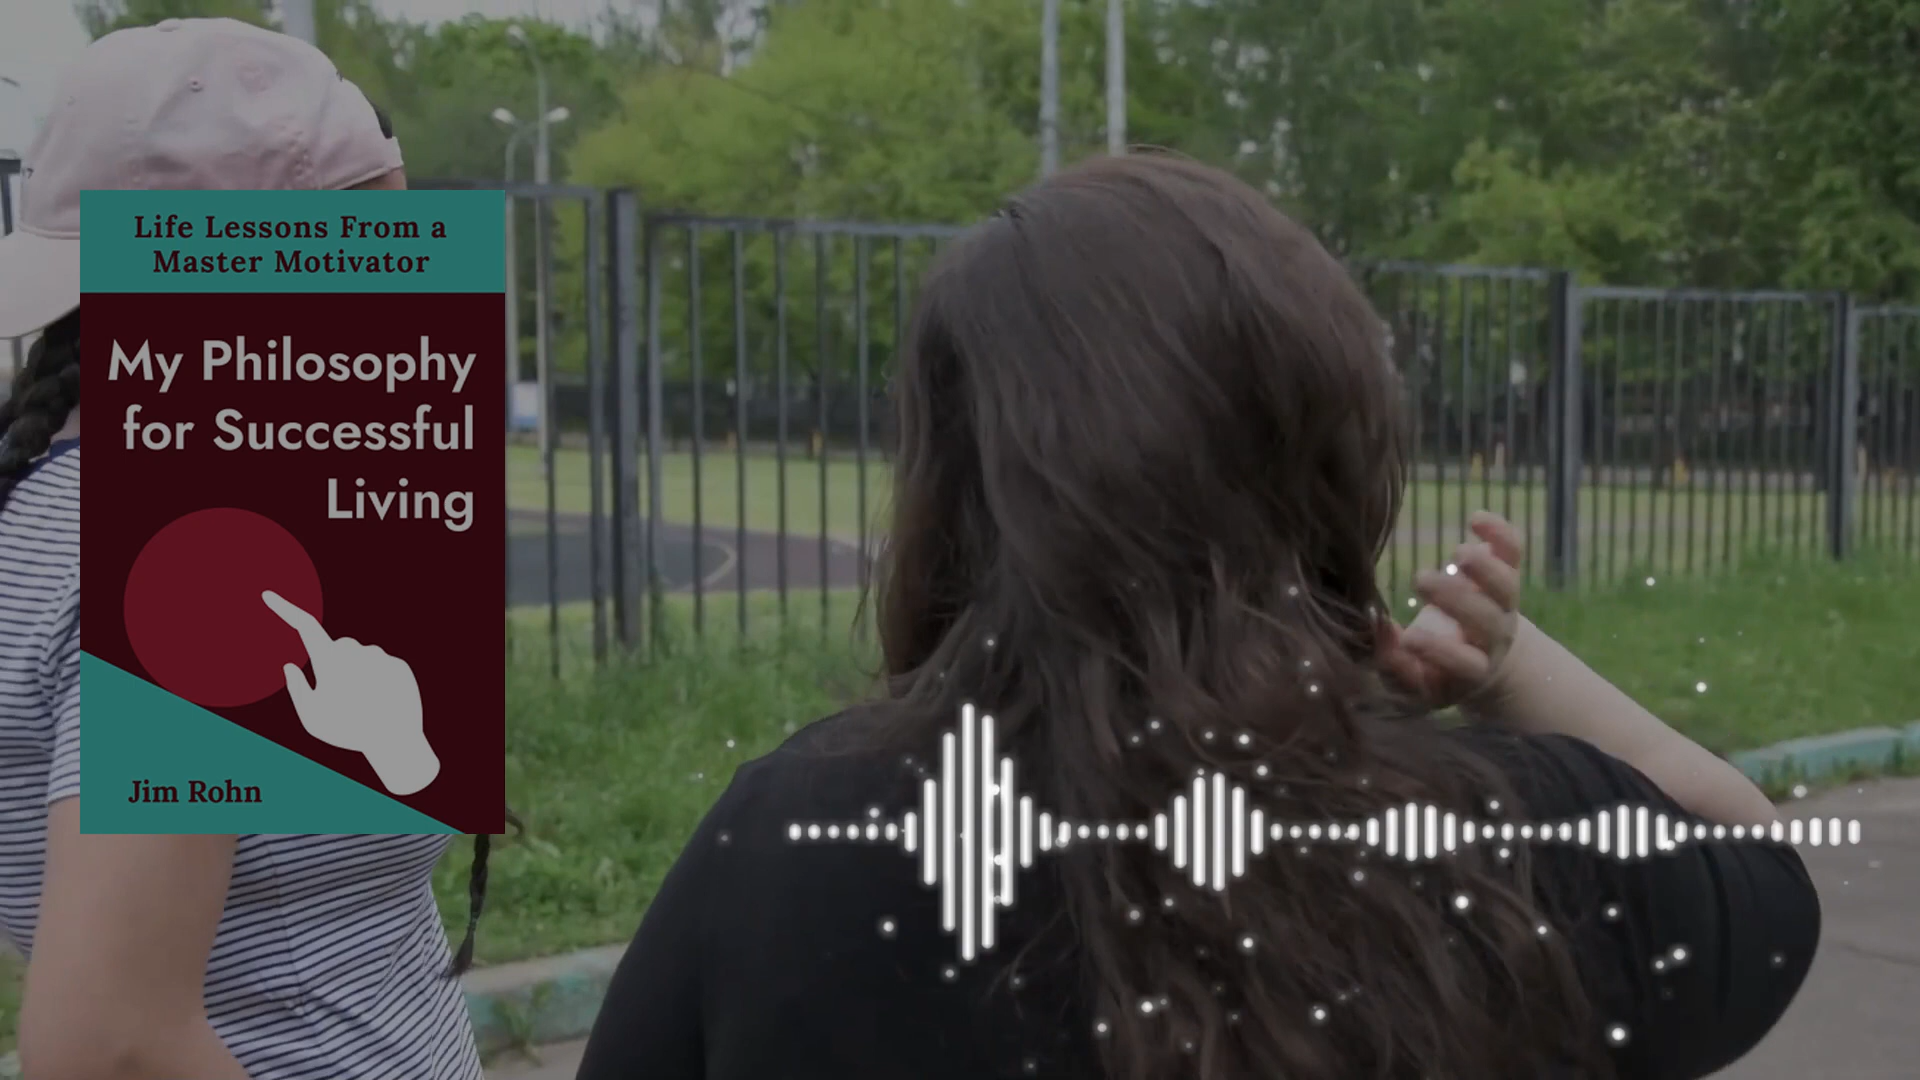 Life Lessons From a
Master Motivator
My Philosophy
for Successful
Living
Jim Rohn